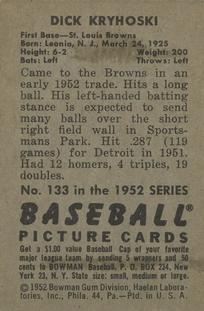 DICK KRYHOSKI
First Base—St. Louis Browns
Born: Leonia, N. J., March 24, 1925
Height: 6-2 Weight: 200
Bats: Left Throws: Left
Came to the Browns in an
early 1952 trade. Hits a long
ball. His left-handed batting
stance is expected to send
many balls over the short
right field wall in Sports-
mans Park. Hit .287 (119
games) for Detroit in 1951.
Had 12 homers, 4 triples, 19
doubles.
No. 133 in the 1952 SERIES
BASEBALL®
PICTURE CARDS
Get a $1.00 value Baseball Cap of your favorite
major league team by sending 5 wrappers and 50
cents to BOWMAN Baseball, P. O. BOX 234, New
York 23, N. Y. State size: small, medium or large.
©1952 Bowman Gum Division, Haelan Labora-
tories, Inc., Phila. 44, Pa.—Ptd. in U. S. A.